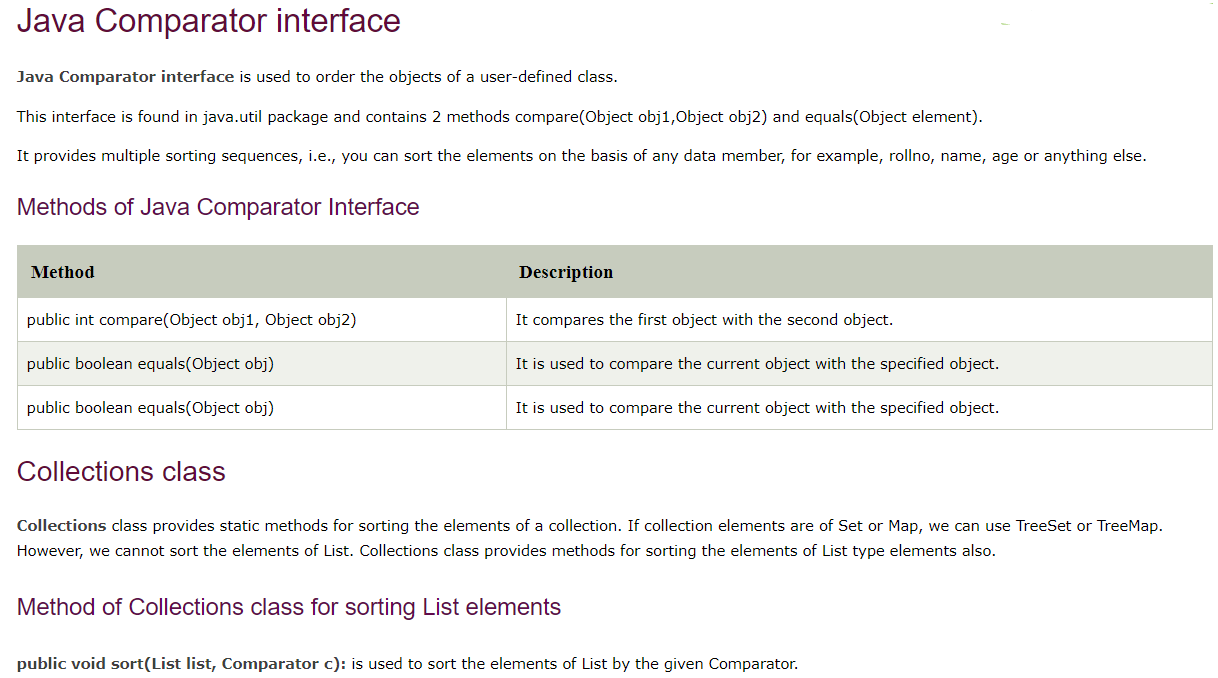 Java Comparator interface
Java Comparator interface is used to order the objects of a user-defined class.
This interface is found in java.util package and contains 2 methods compare(Object obj1,Object obj2) and equals(Object element).
It provides multiple sorting sequences, i.e., you can sort the elements on the basis of any data member, for example, rollno, name, age or anything else.
Methods of Java Comparator Interface
Method Description
public int compare(Object obj1, Object obj2) It compares the first object with the second object.
public boolean equals(Object obj) It is used to compare the current object with the specified object.
public boolean equals(Object obj) It is used to compare the current object with the specified object.
Collections class
Collections class provides static methods for sorting the elements of a collection. If collection elements are of Set or Map, we can use TreeSet or TreeMap.
However, we cannot sort the elements of List. Collections class provides methods for sorting the elements of List type elements also.
Method of Collections class for sorting List elements
public void sort(List list, Comparator c): is used to sort the elements of List by the given Comparator.